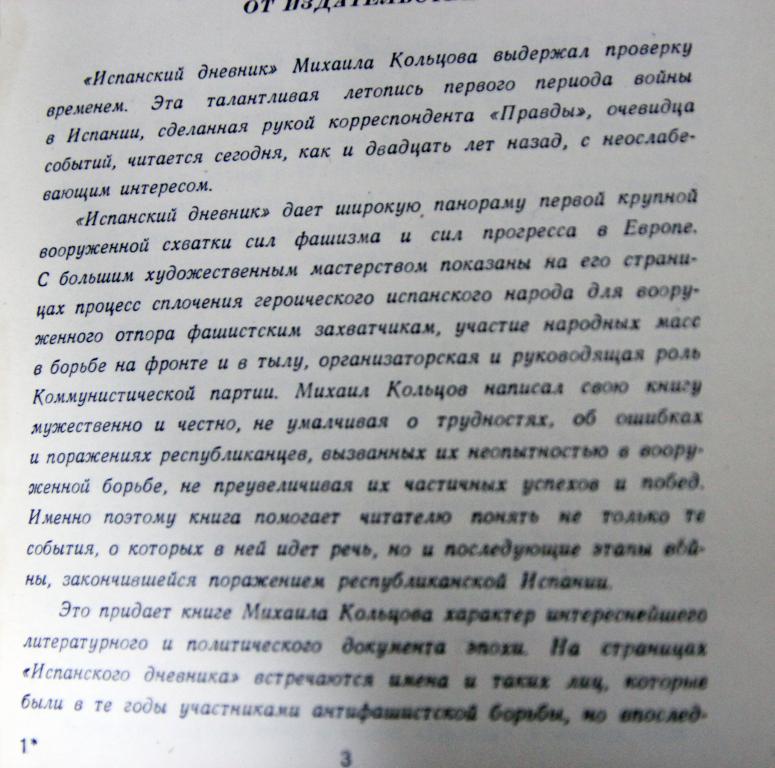 ОТ ИЗДАТЕЛЬСТВА
«Испанский дневник» Михаила Кольцова выдержал проверку
временем. Эта талантливая летопись первого периода войны
в Испании, сделанная рукой корреспондента «Правды», очевидца
событий, читается сегодня, как и двадцать лет назад, с неослабе-
вающим интересом.
«Испанский дневник» дает широкую панораму первой крупной
вооруженной схватки сил фашизма и сил прогресса в Европе.
С большим художественным мастерством показаны на его страни-
цах процесс сплочения героического испанского народа для воору-
женного отпора фашистским захватчикам, участие народных масс
в борьбе на фронте и в тылу, организаторская и руководящая роль
Коммунистической партии. Михаил Кольцов написал свою книгу
мужественно и честно, не умалчивая о трудностях, об ошибках
и поражениях республиканцев, вызванных их неопытностью в воору-
женной борьбе, не преувеличивая их частичных успехов и побед.
Именно поэтому книга помогает читателю понять не только те
события, о которых в ней идет речь, но и последующие этапы вой-
ны, закончившейся поражением республиканской Испании.
Это придает книге Михаила Кольцова характер интереснейшего
литературного и политического документа эпохи. На страницах
«Испанского дневника» встречаются имена и таких лиц, которые
были в те годы участниками антифашистской борьбы, но впослед-
1*
3